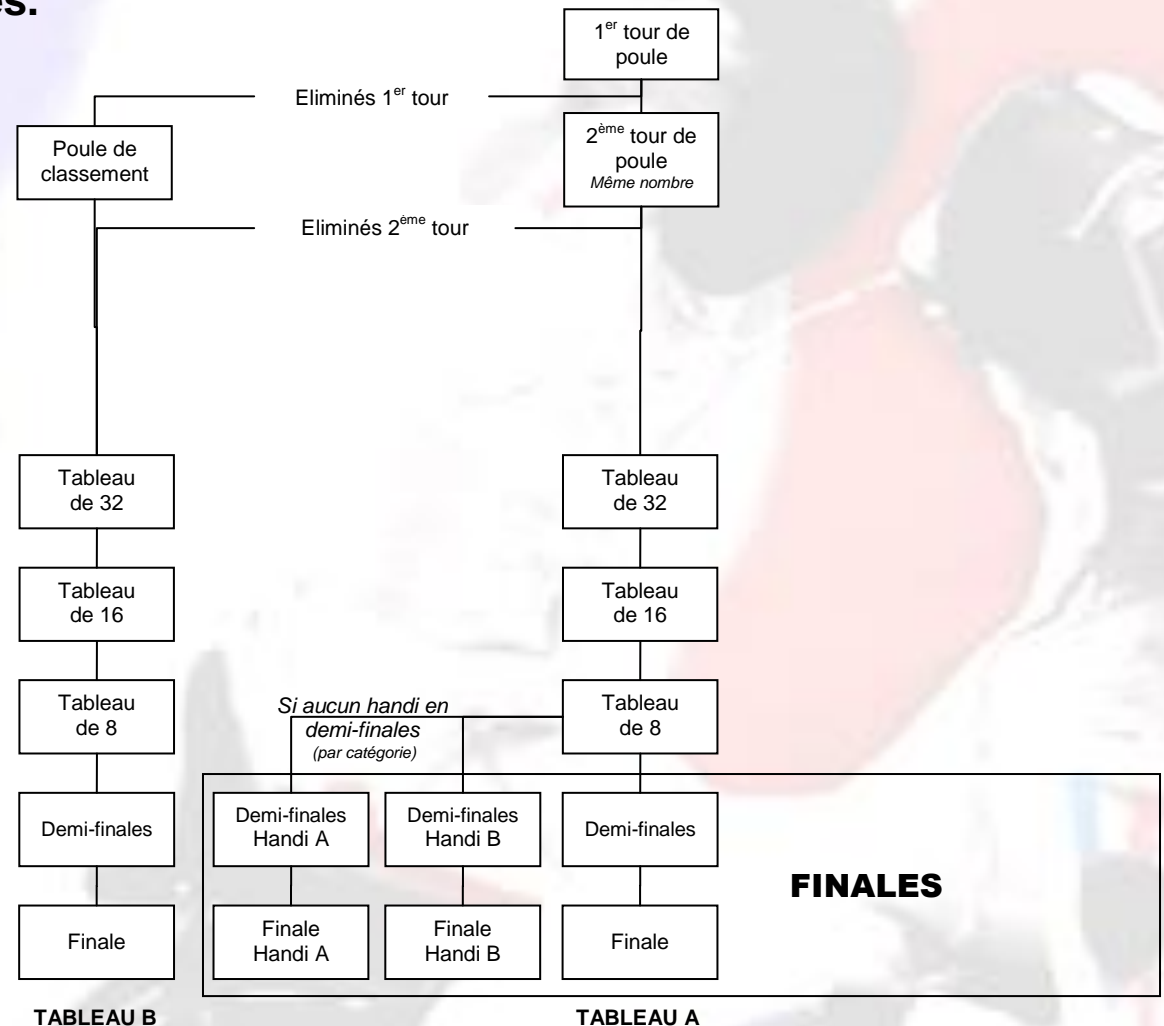 es.
1er tour de
poule
Eliminés 1er tour
Poule de
classement
2ème tour de
poule
Même nombre
Eliminés 2ème tour
Tableau
de 32
Tableau
de 32
Tableau
de 16
Tableau
de 16
Tableau
de 8
Si aucun handi en
demi-finales
(par catégorie)
Tableau
de 8
Demi-finales
Demi-finales
Handi A
Demi-finales
Handi B
Demi-finales
FINALES
Finale
Finale
Handi A
Finale
Handi B
Finale
TABLEAU B
TABLEAU A